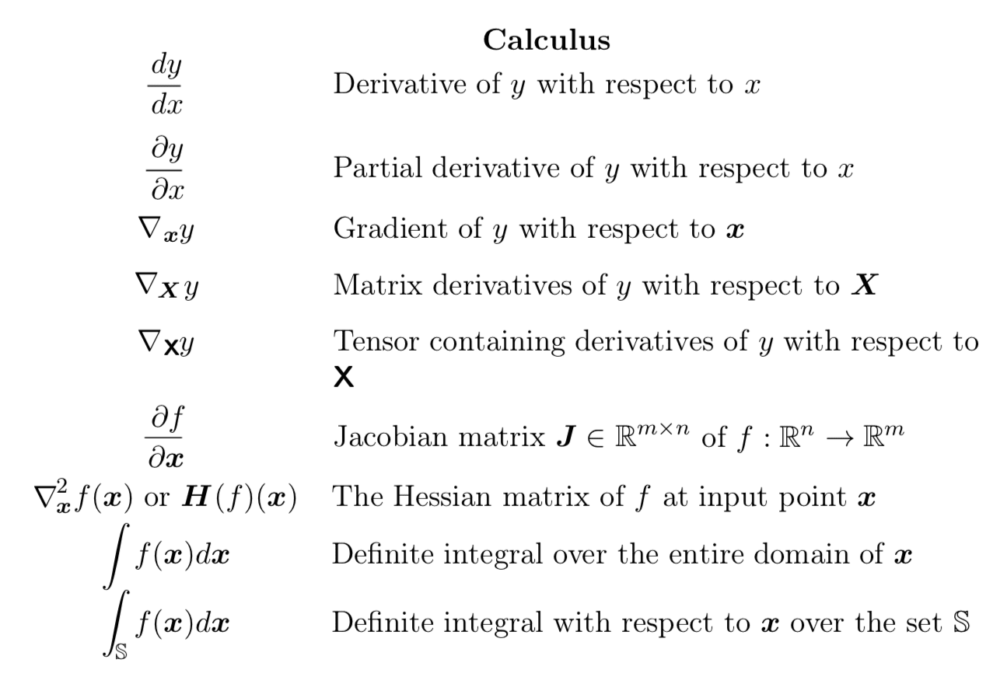 Calculus
$\frac{dy}{dx}$ Derivative of $y$ with respect to $x$
$\frac{\partial y}{\partial x}$ Partial derivative of $y$ with respect to $x$
$\nabla_{\boldsymbol{x}} y$ Gradient of $y$ with respect to $\boldsymbol{x}$
$\nabla_{\boldsymbol{X}} y$ Matrix derivatives of $y$ with respect to $\boldsymbol{X}$
$\nabla_{\mathbf{\mathsf{X}}} y$ Tensor containing derivatives of $y$ with respect to
$\mathbf{\mathsf{X}}$
$\frac{\partial f}{\partial \boldsymbol{x}}$ Jacobian matrix $\boldsymbol{J} \in \mathbb{R}^{m \times n}$ of $f : \mathbb{R}^n \to \mathbb{R}^m$
$\nabla_{\boldsymbol{x}}^2 f(\boldsymbol{x})$ or $\boldsymbol{H}(f)(\boldsymbol{x})$ The Hessian matrix of $f$ at input point $\boldsymbol{x}$
$\int f(\boldsymbol{x}) d\boldsymbol{x}$ Definite integral over the entire domain of $\boldsymbol{x}$
$\int_{\mathbb{S}} f(\boldsymbol{x}) d\boldsymbol{x}$ Definite integral with respect to $\boldsymbol{x}$ over the set $\mathbb{S}$